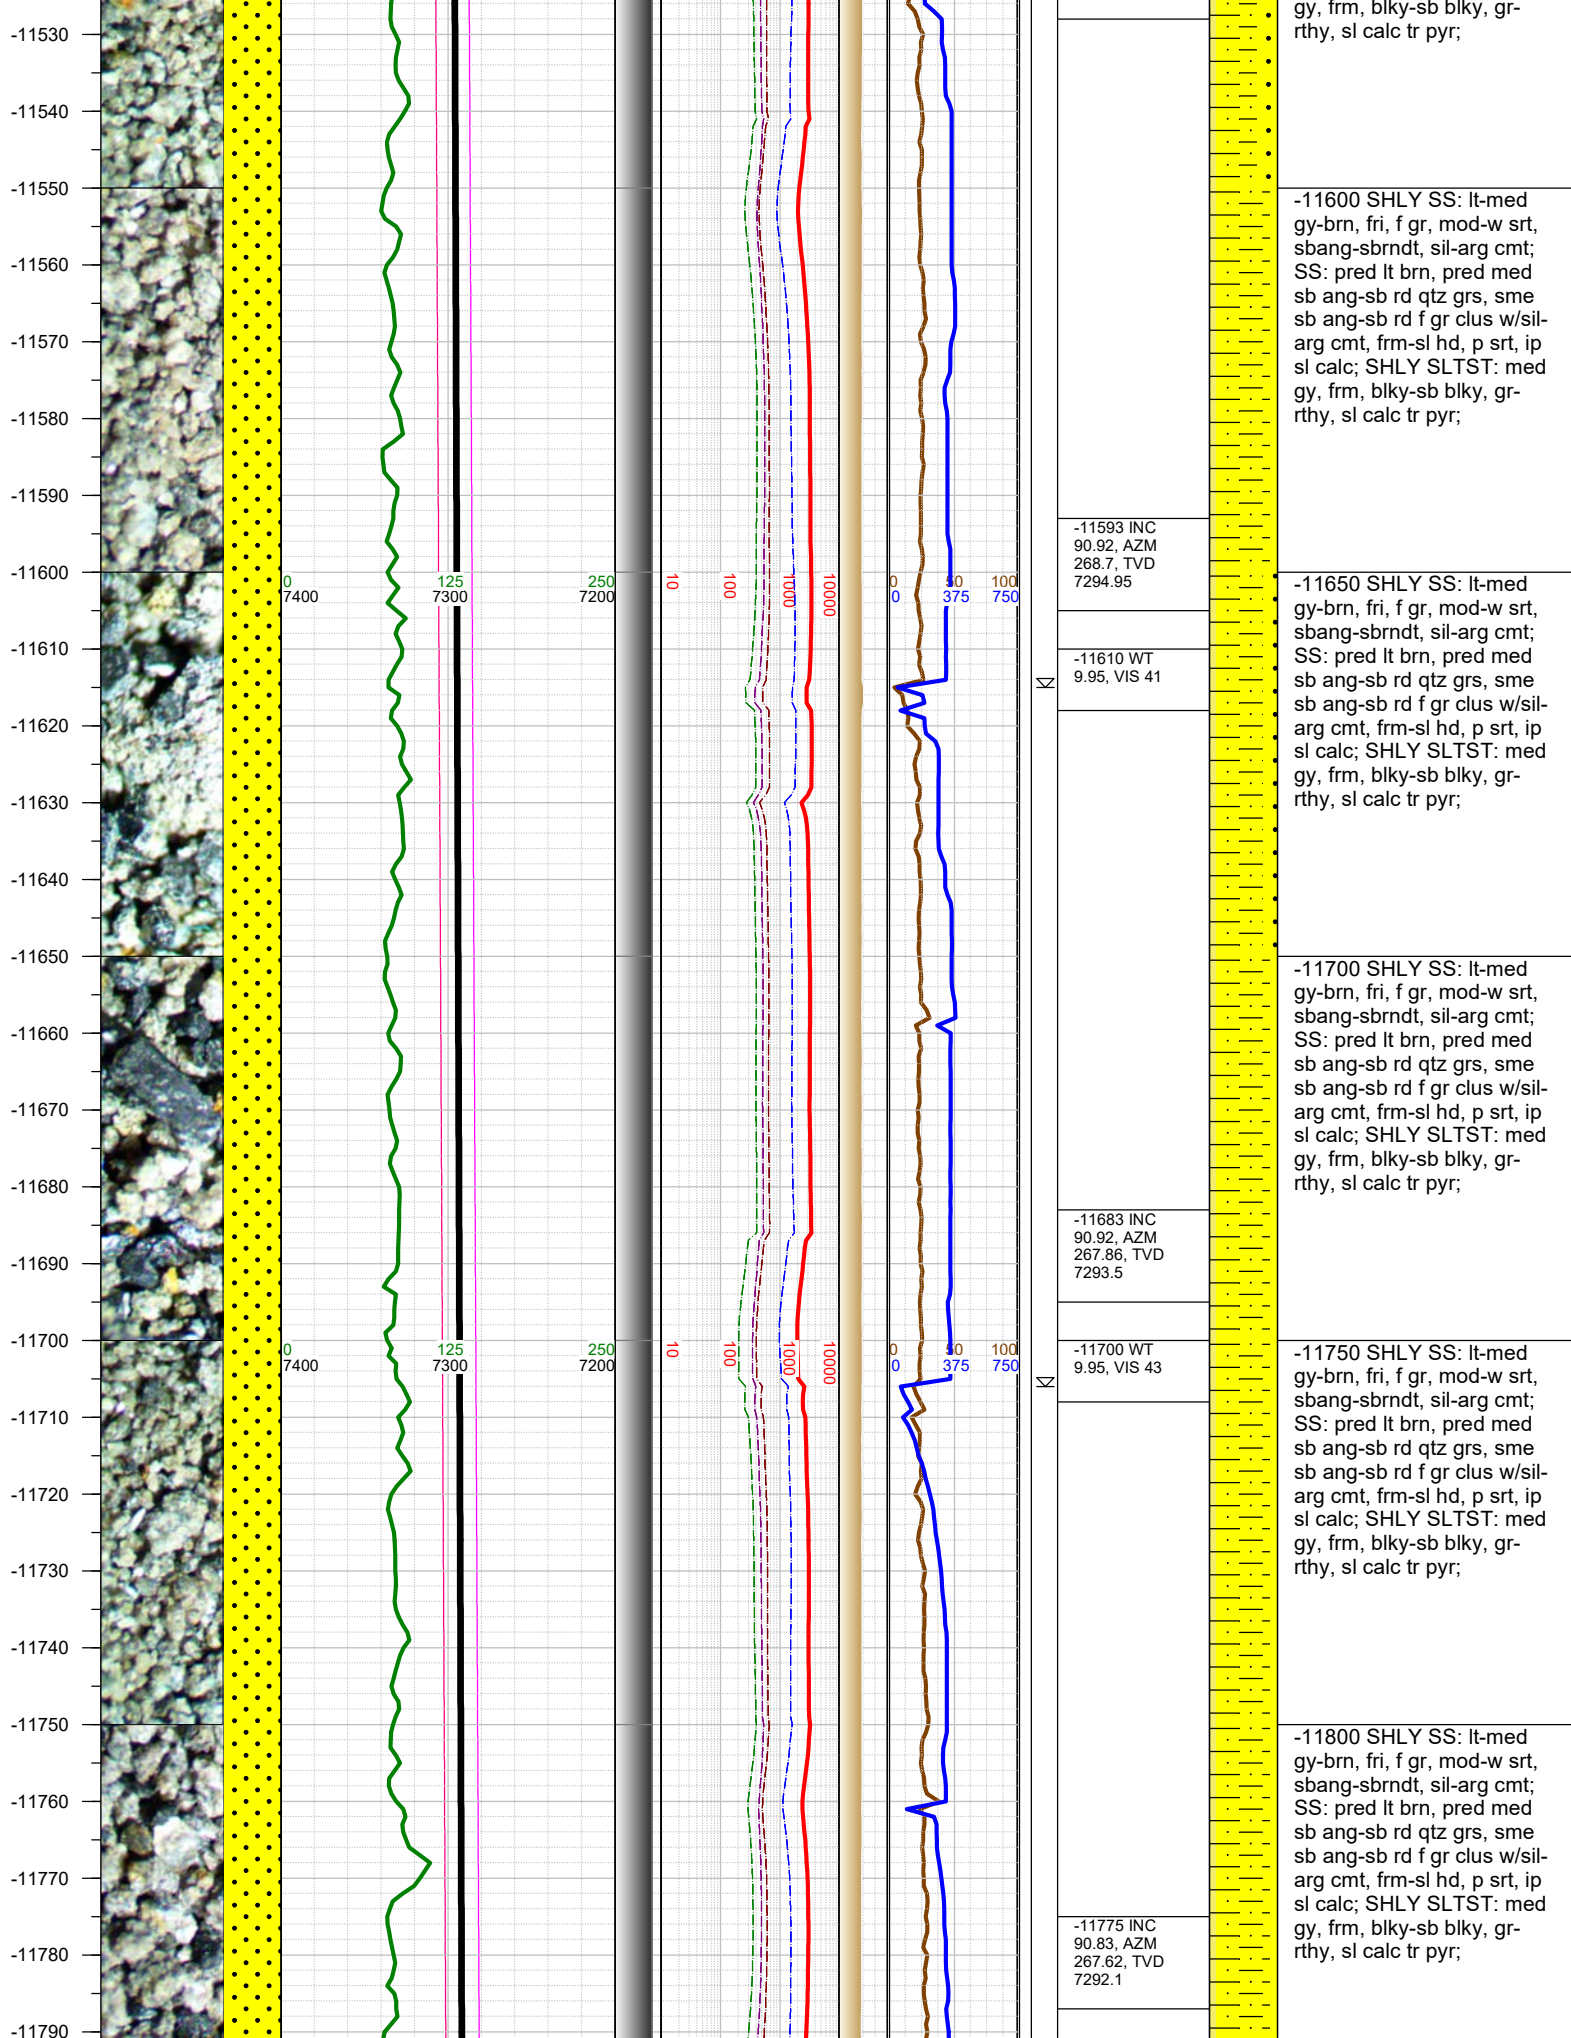 gy, frm, blky-sb blky, gr-
rthy, sl calc tr pyr;
-11530
-11540
-11550
-11560
-11570
-11580
-11590
-11600
-11610
-11620
-11630
-11640
-11650
-11660
-11670
-11680
-11690
-11700
-11710
-11720
-11730
-11740
-11750
-11760
-11770
-11780
-11790
0 125 250
7400 7300 7200
10 100 1000 10000
0 50 100
0 375 750
0 125 250
7400 7300 7200
10 100 1000 10000
0 50 100
0 375 750
-11593 INC
90.92, AZM
268.7, TVD
7294.95
-11610 WT
9.95, VIS 41
-11683 INC
90.92, AZM
267.86, TVD
7293.5
-11700 WT
9.95, VIS 43
-11775 INC
90.83, AZM
267.62, TVD
7292.1
-11600 SHLY SS: lt-med
gy-brn, fri, f gr, mod-w srt,
sbang-sbrndt, sil-arg cmt;
SS: pred lt brn, pred med
sb ang-sb rd qtz grs, sme
sb ang-sb rd f gr clus w/sil-
arg cmt, frm-sl hd, p srt, ip
sl calc; SHLY SLTST: med
gy, frm, blky-sb blky, gr-
rthy, sl calc tr pyr;
-11650 SHLY SS: lt-med
gy-brn, fri, f gr, mod-w srt,
sbang-sbrndt, sil-arg cmt;
SS: pred lt brn, pred med
sb ang-sb rd qtz grs, sme
sb ang-sb rd f gr clus w/sil-
arg cmt, frm-sl hd, p srt, ip
sl calc; SHLY SLTST: med
gy, frm, blky-sb blky, gr-
rthy, sl calc tr pyr;
-11700 SHLY SS: lt-med
gy-brn, fri, f gr, mod-w srt,
sbang-sbrndt, sil-arg cmt;
SS: pred lt brn, pred med
sb ang-sb rd qtz grs, sme
sb ang-sb rd f gr clus w/sil-
arg cmt, frm-sl hd, p srt, ip
sl calc; SHLY SLTST: med
gy, frm, blky-sb blky, gr-
rthy, sl calc tr pyr;
-11750 SHLY SS: lt-med
gy-brn, fri, f gr, mod-w srt,
sbang-sbrndt, sil-arg cmt;
SS: pred lt brn, pred med
sb ang-sb rd qtz grs, sme
sb ang-sb rd f gr clus w/sil-
arg cmt, frm-sl hd, p srt, ip
sl calc; SHLY SLTST: med
gy, frm, blky-sb blky, gr-
rthy, sl calc tr pyr;
-11800 SHLY SS: lt-med
gy-brn, fri, f gr, mod-w srt,
sbang-sbrndt, sil-arg cmt;
SS: pred lt brn, pred med
sb ang-sb rd qtz grs, sme
sb ang-sb rd f gr clus w/sil-
arg cmt, frm-sl hd, p srt, ip
sl calc; SHLY SLTST: med
gy, frm, blky-sb blky, gr-
rthy, sl calc tr pyr;